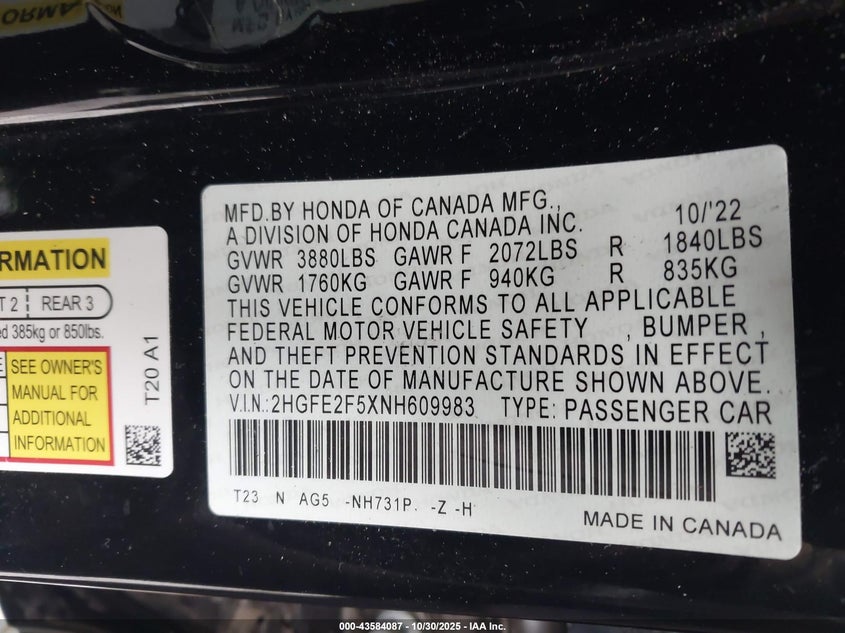 MFD.BY HONDA OF CANADA MFG.,
A DIVISION OF HONDA CANADA INC. 10/'22
GVWR 3880LBS GAWR F 2072LBS R 1840LBS
GVWR 1760KG GAWR F 940KG R 835KG
THIS VEHICLE CONFORMS TO ALL APPLICABLE
FEDERAL MOTOR VEHICLE SAFETY , BUMPER ,
AND THEFT PREVENTION STANDARDS IN EFFECT
ON THE DATE OF MANUFACTURE SHOWN ABOVE.
V.I.N.:2HGFE2F5XNH609983 TYPE: PASSENGER CAR
T23 N AG5 -NH731P. -Z -H
MADE IN CANADA
REAR 3
385kg or 850lbs.
SEE OWNER'S
MANUAL FOR
ADDITIONAL
INFORMATION
T20 A1
000-43584087 - 10/30/2025 - IAA Inc.